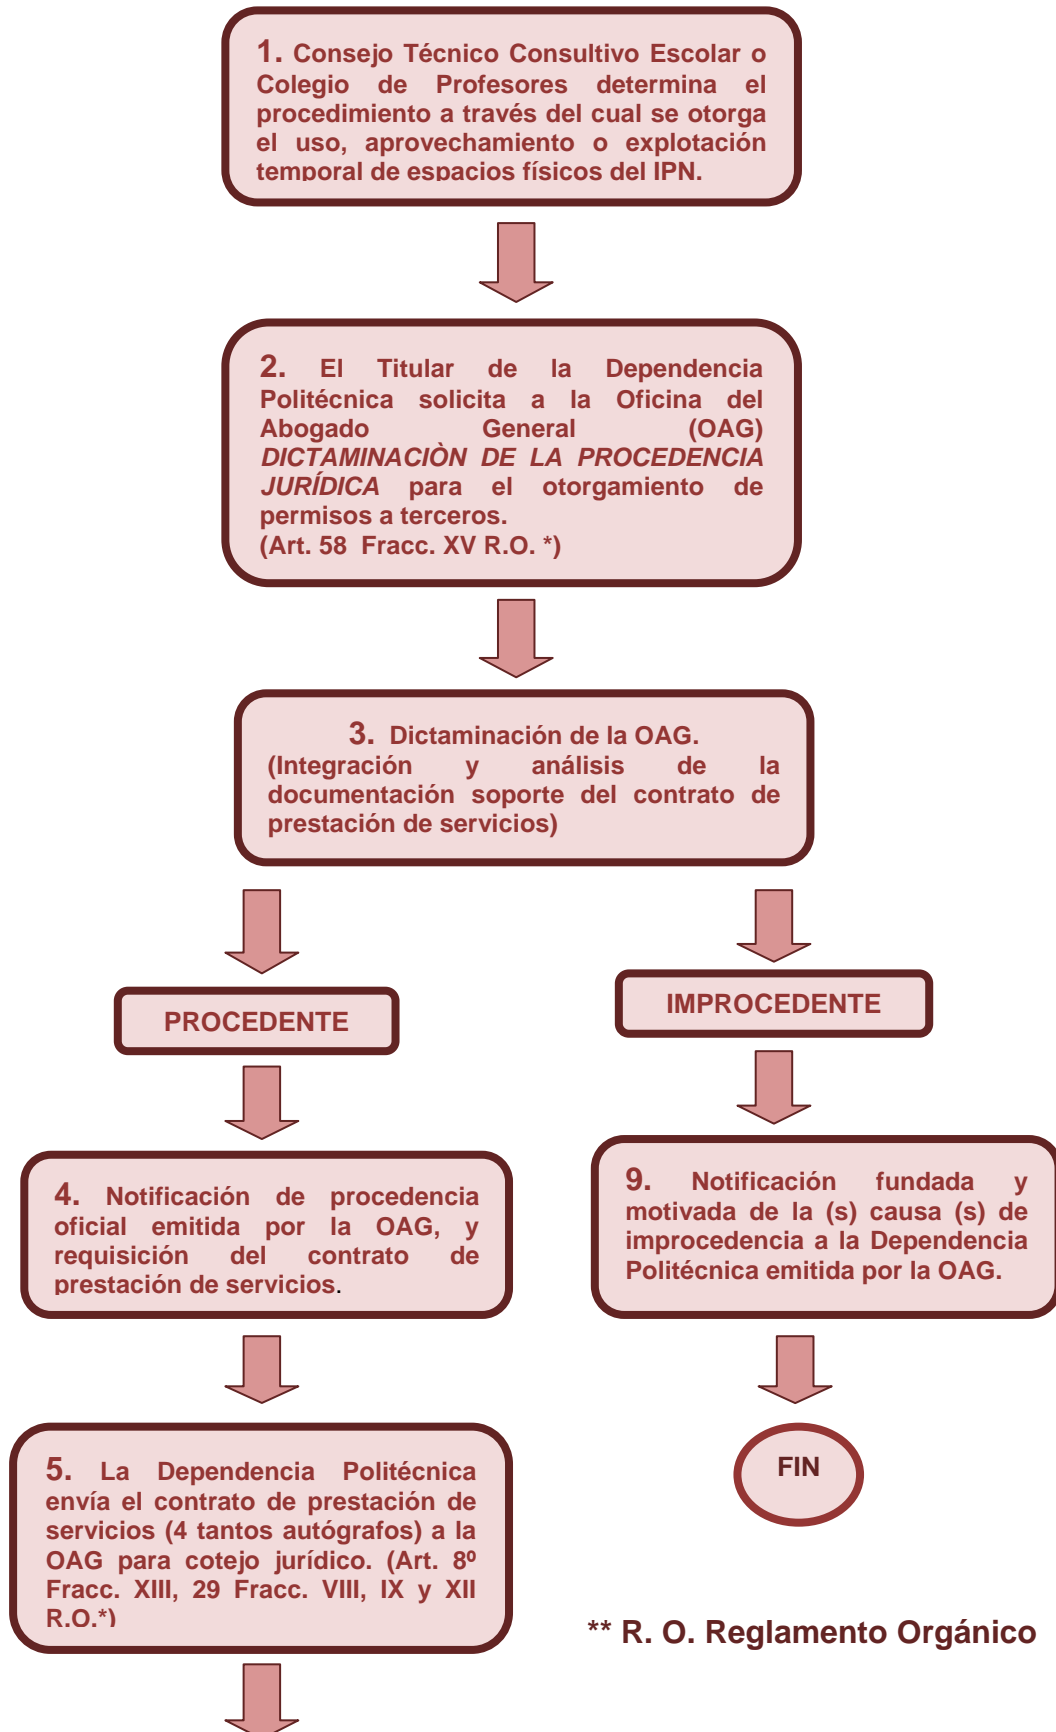 1. Consejo Técnico Consultivo Escolar o
Colegio de Profesores determina el
procedimiento a través del cual se otorga
el uso, aprovechamiento o explotación
temporal de espacios físicos del IPN.
2. El Titular de la Dependencia
Politécnica solicita a la Oficina del
Abogado General (OAG)
DICTAMINACIÒN DE LA PROCEDENCIA
JURÍDICA para el otorgamiento de
permisos a terceros.
(Art. 58 Fracc. XV R.O. *)
3. Dictaminación de la OAG.
(Integración y análisis de la
documentación soporte del contrato de
prestación de servicios)
PROCEDENTE
IMPROCEDENTE
4. Notificación de procedencia
oficial emitida por la OAG, y
requisición del contrato de
prestación de servicios.
9. Notificación fundada y
motivada de la (s) causa (s) de
improcedencia a la Dependencia
Politécnica emitida por la OAG.
5. La Dependencia Politécnica
envía el contrato de prestación de
servicios (4 tantos autógrafos) a la
OAG para cotejo jurídico. (Art. 8º
Fracc. XIII, 29 Fracc. VIII, IX y XII
R.O.*)
FIN
** R. O. Reglamento Orgánico